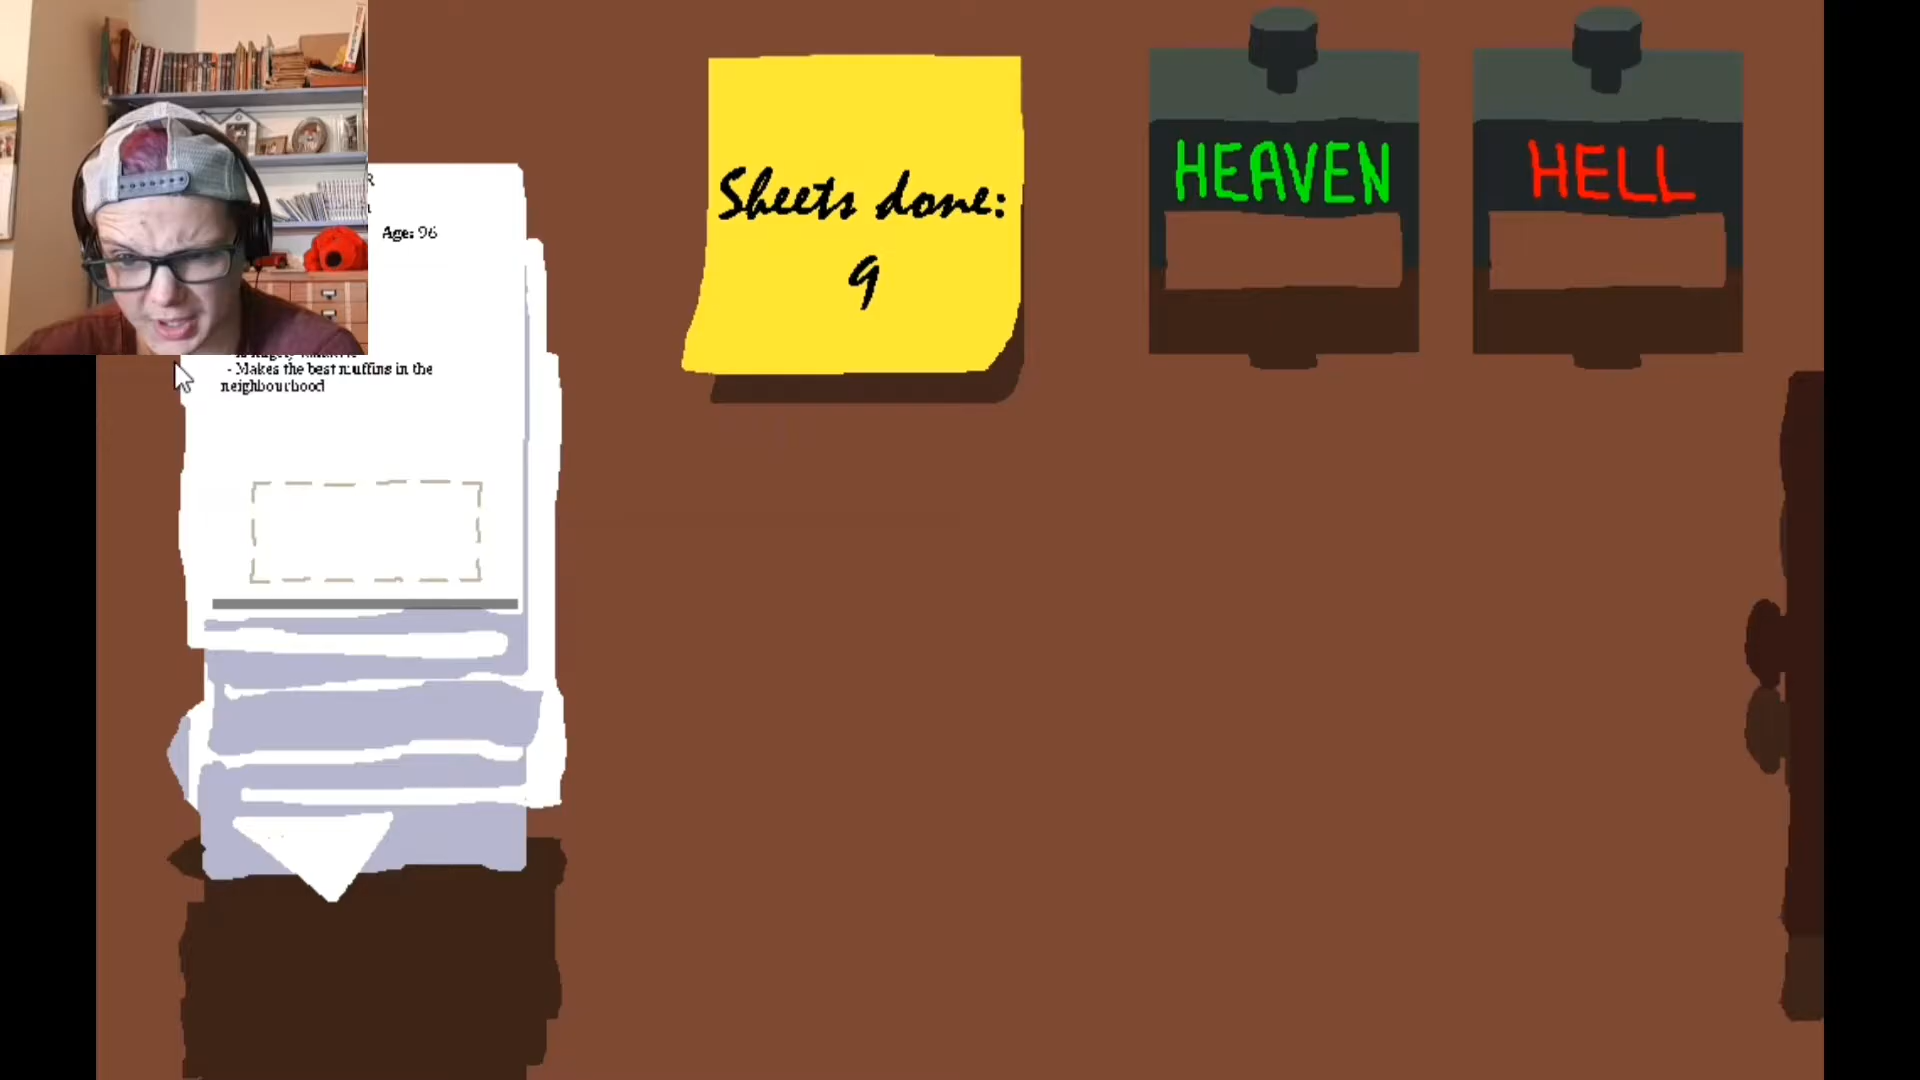 Age: 96
- Makes the best muffins in the
neighbourhood
Sheets done:
9
HEAVEN
HELL